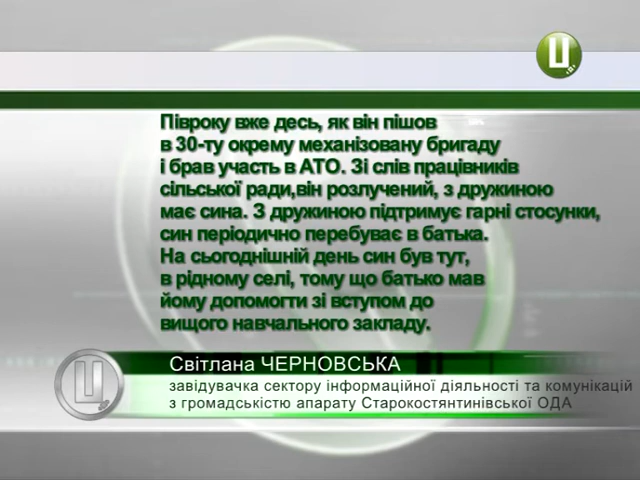 Ц
Півроку вже десь, як він пішов
в 30-ту окрему механізовану бригаду
і брав участь в АТО. Зі слів працівників
сільської ради,він розлучений, з дружиною
має сина. З дружиною підтримує гарні стосунки,
син періодично перебуває в батька.
На сьогоднішній день син був тут,
в рідному селі, тому що батько мав
йому допомогти зі вступом до
вищого навчального закладу.
Світлана ЧЕРНОВСЬКА
завідувачка сектору інформаційної діяльності та комунікацій
з громадськістю апарату Старокостянтинівської ОДА
Ц